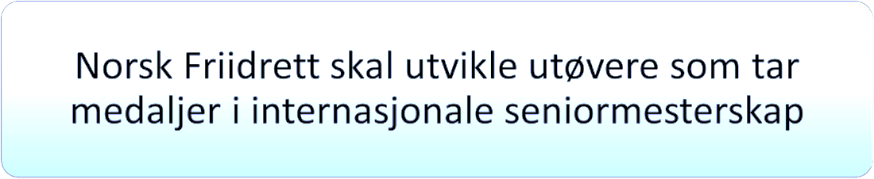 Norsk Friidrett skal utvikle utøvere som tar
medaljer i internasjonale seniormesterskap